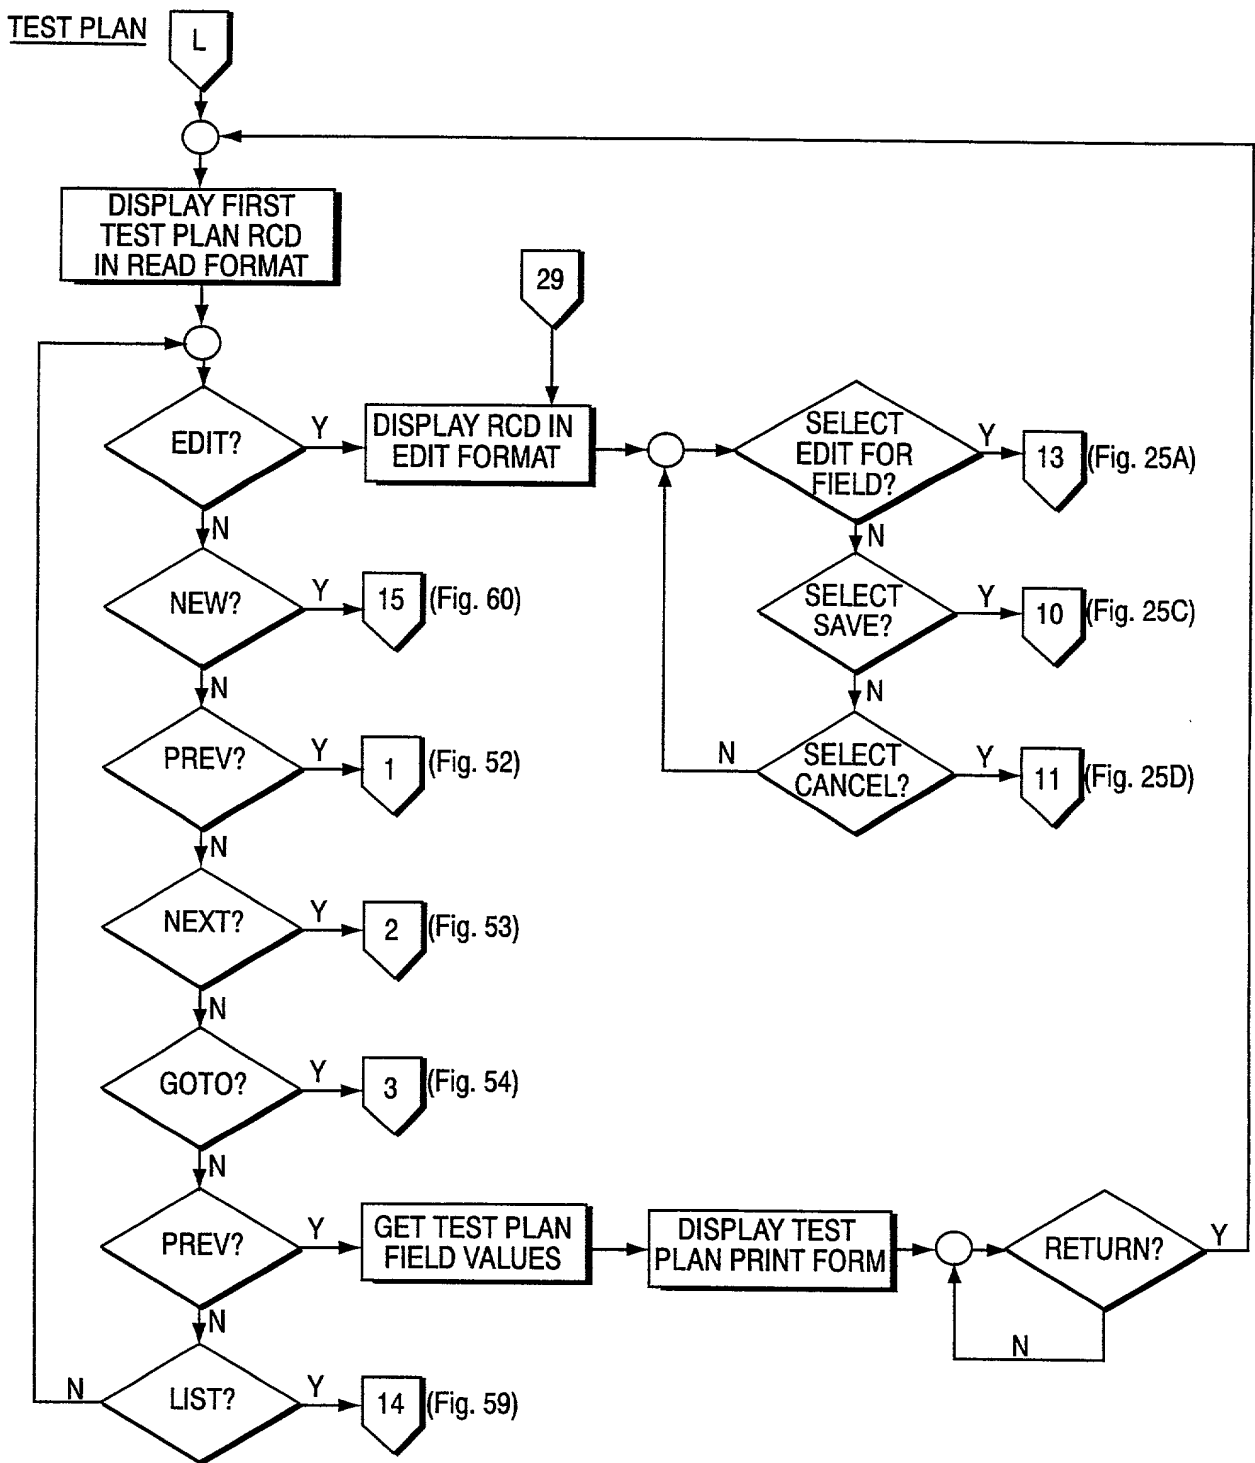 TEST PLAN
L
DISPLAY FIRST
TEST PLAN RCD
IN READ FORMAT
29
EDIT?
Y
DISPLAY RCD IN
EDIT FORMAT
SELECT
EDIT FOR
FIELD?
Y
13
(Fig. 25A)
N
N
NEW?
Y
15
(Fig. 60)
SELECT
SAVE?
Y
10
(Fig. 25C)
N
N
PREV?
Y
1
(Fig. 52)
N
SELECT
CANCEL?
Y
11
(Fig. 25D)
N
NEXT?
Y
2
(Fig. 53)
N
GOTO?
Y
3
(Fig. 54)
N
PREV?
Y
GET TEST PLAN
FIELD VALUES
DISPLAY TEST
PLAN PRINT FORM
RETURN?
Y
N
N
N
LIST?
Y
14
(Fig. 59)